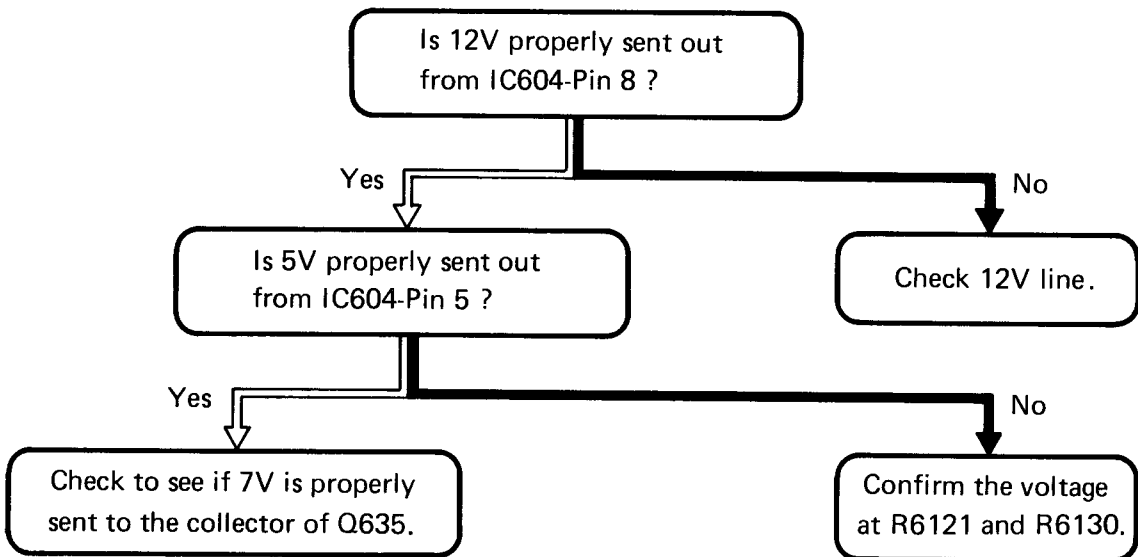 Is 12V properly sent out
from IC604-Pin 8 ?
Yes
No
Is 5V properly sent out
from IC604-Pin 5 ?
Check 12V line.
Yes
No
Check to see if 7V is properly
sent to the collector of Q635.
Confirm the voltage
at R6121 and R6130.